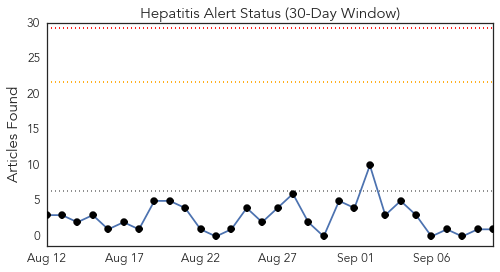 Hepatitis Alert Status (30-Day Window)
Articles Found
30
25
20
15
10
5
0
Aug 12
Aug 17
Aug 22
Aug 27
Sep 01
Sep 06